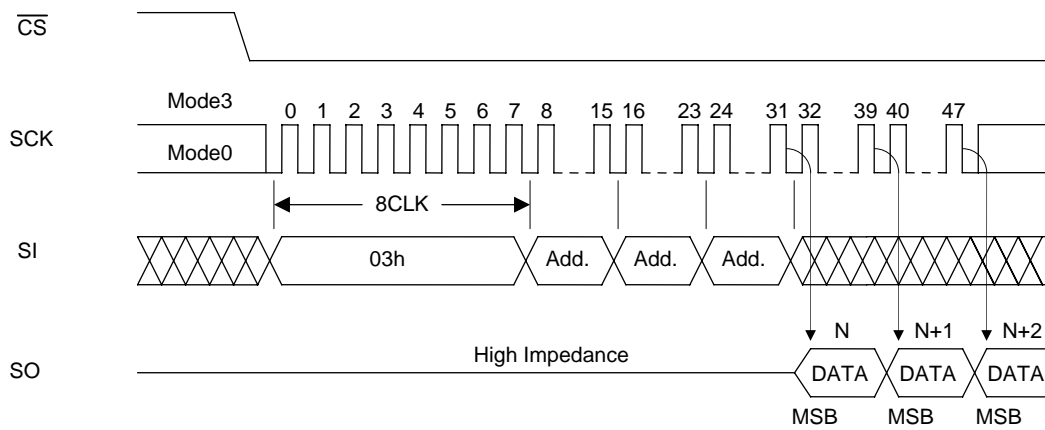 CS
Mode3
0 1 2 3 4 5 6 7 8 15 16 23 24 31 32 39 40 47
SCK
Mode0
8CLK
SI
03h Add. Add. Add.
N N+1 N+2
High Impedance
SO
DATA DATA DATA
MSB MSB MSB